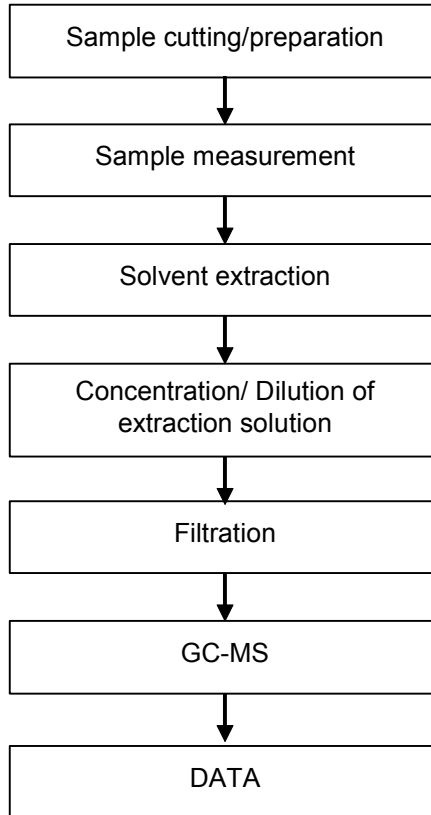 Sample cutting/preparation
Sample measurement
Solvent extraction
Concentration/ Dilution of
extraction solution
Filtration
GC-MS
DATA